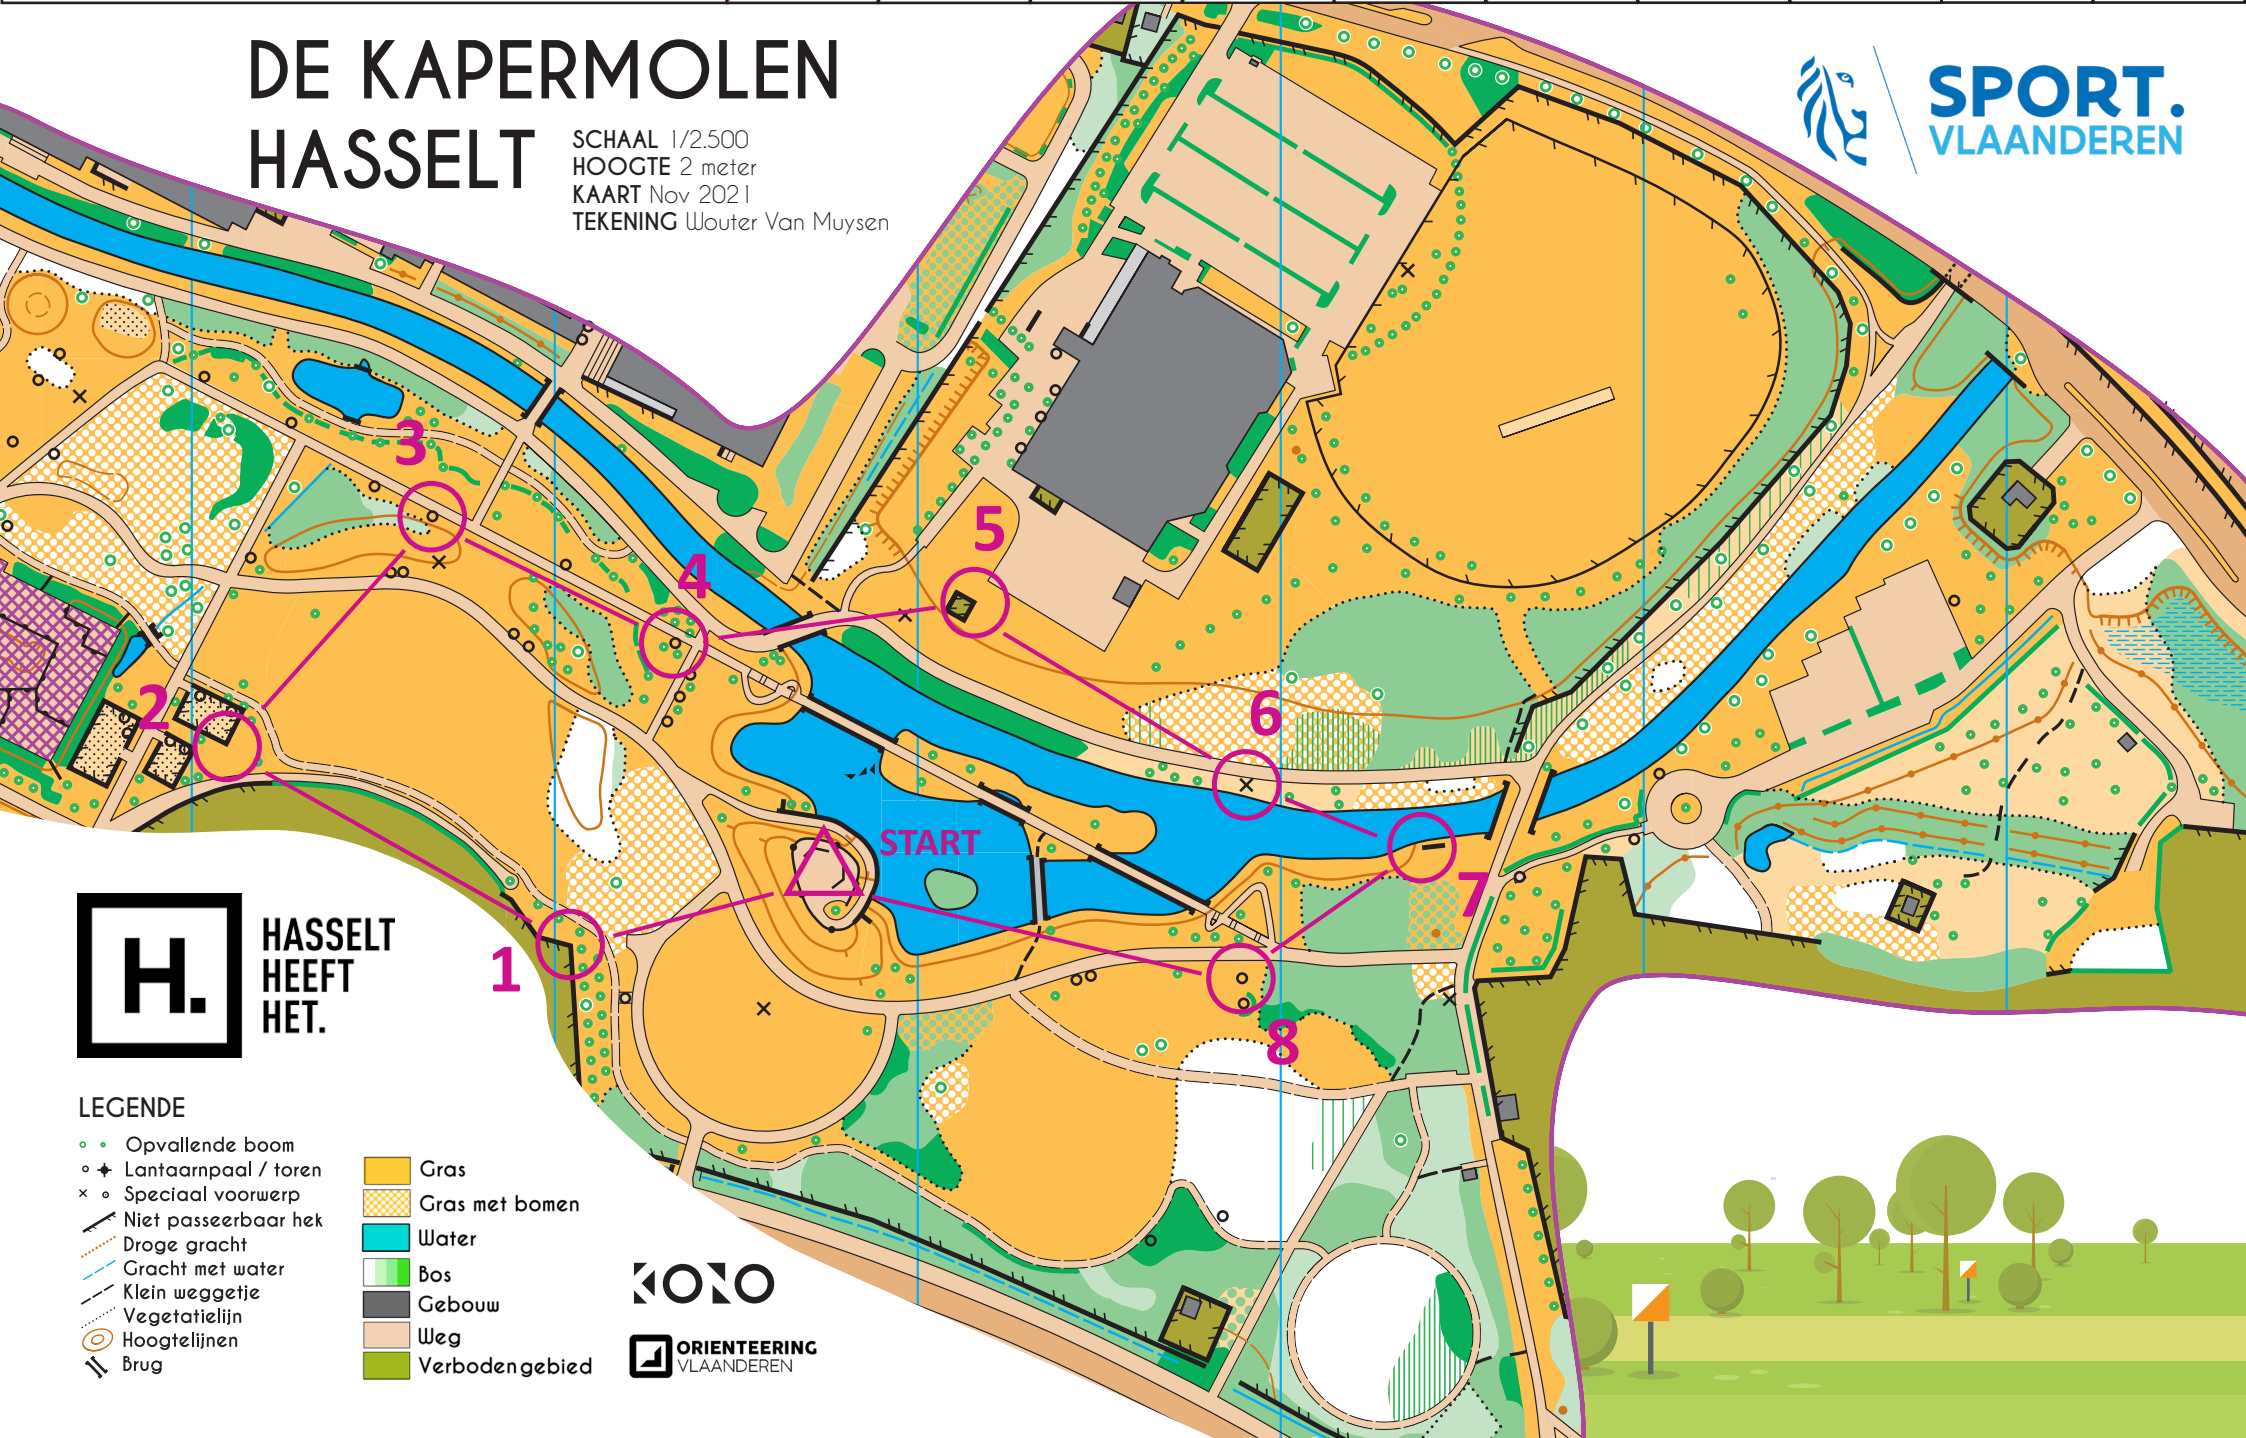 DE KAPERMOLEN
HASSELT
SCHAAL 1/2.500
HOOGTE 2 meter
KAART Nov 2021
TEKENING Wouter Van Muysen
SPORT.
VLAANDEREN
3
4
5
2
6
START
7
1
8
H.
HASSELT
HEEFT
HET.
LEGENDE
Opvallende boom
Lantaarnpaal / toren
Speciaal voorwerp
Niet passeerbaar hek
Droge gracht
Gracht met water
Klein weggetje
Vegetatielijn
Hoogtelijnen
Brug
Gras
Gras met bomen
Water
Bos
Gebouw
Weg
Verboden gebied
KONO
ORIENTEERING
VLAANDEREN